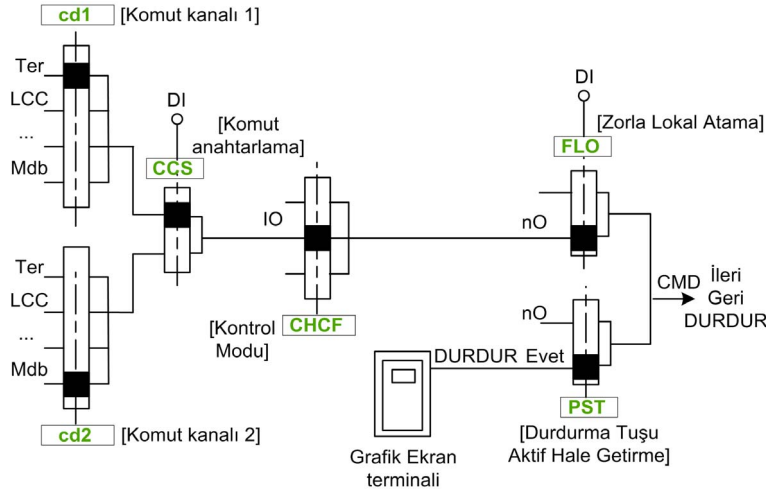 cd1 [Komut kanalı 1]
Ter
LCC
...
Mdb
DI
[Komut
anahtarlama]
CCS
DI
[Zorla Lokal Atama]
FLO
IO
nO
Ter
LCC
...
Mdb
cd2 [Komut kanalı 2]
CHCF
[Kontrol
Modu]
nO
CMD
İleri
Geri
DURDUR
DURDUR Evet
PST
[Durdurma Tuşu
Aktif Hale Getirme]
Grafik Ekran
terminali